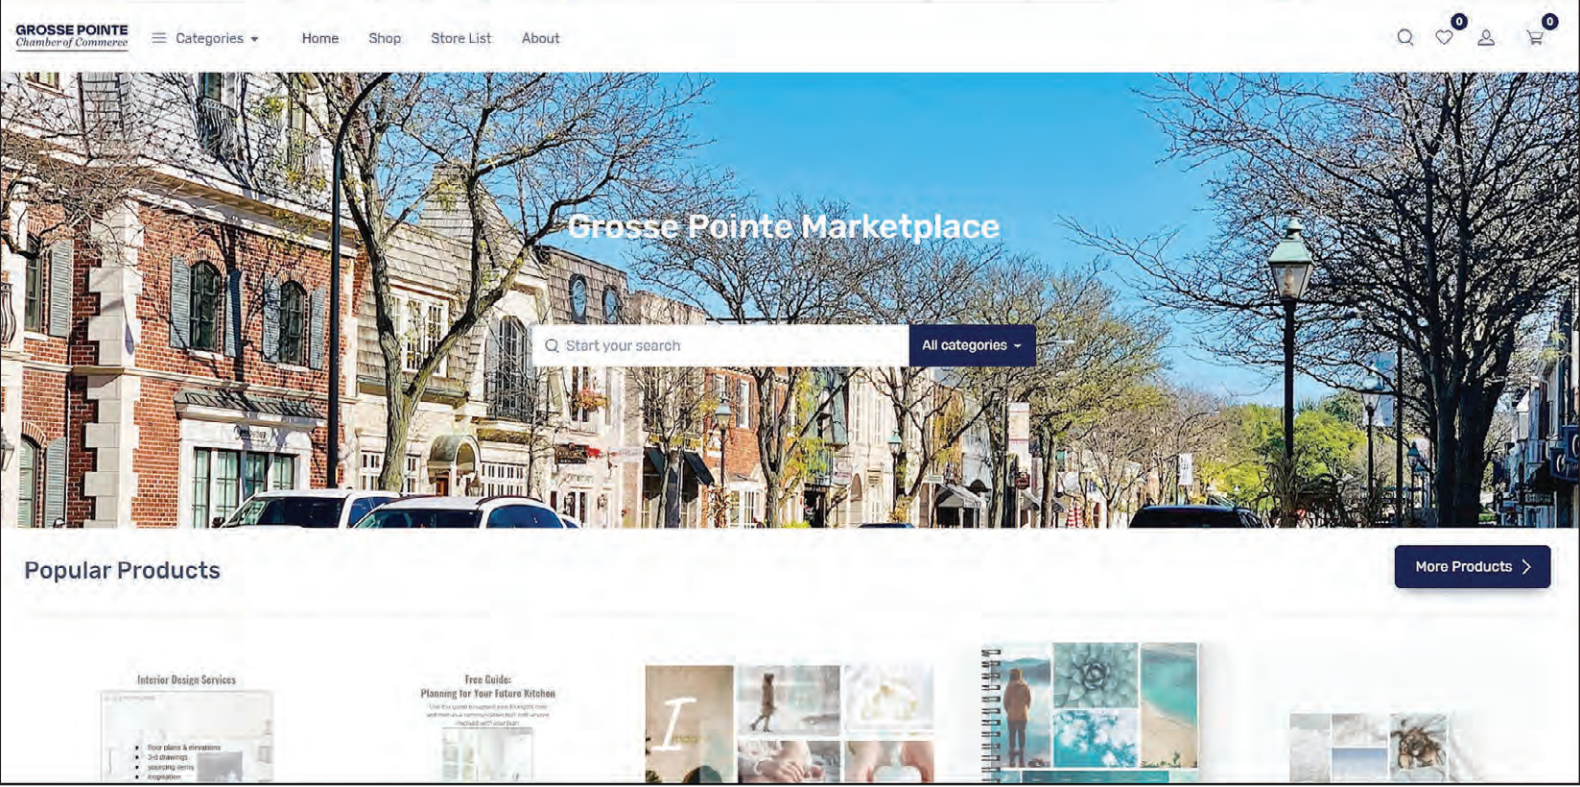 GROSSE POINTE
Chamber of Commerce
Categories
Home
Shop
Store List
About
0
0
Grosse Pointe Marketplace
Start your search
All categories
Popular Products
More Products
Interior Design Services
floor plans & elevations
3-d drawings
sourcing items
inspiration
Free Guide:
Planning for Your Future Kitchen
I